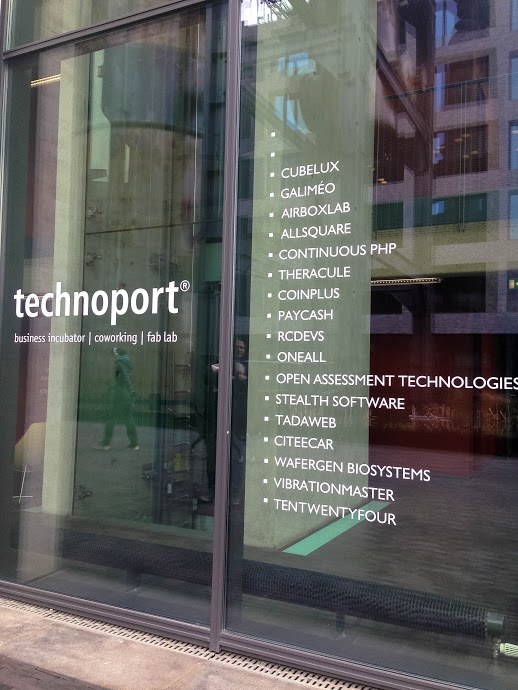 technoport®
business incubator | coworking | fab lab
▪
▪
▪ CUBELUX
▪ GALIMÉO
▪ AIRBOXLAB
▪ ALLSQUARE
▪ CONTINUOUS PHP
▪ THERACULE
▪ COINPLUS
▪ PAYCASH
▪ RCDEVS
▪ ONEALL
▪ OPEN ASSESSMENT TECHNOLOGIES
▪ STEALTH SOFTWARE
▪ TADAWEB
▪ CITEECAR
▪ WAFERGEN BIOSYSTEMS
▪ VIBRATIONMASTER
▪ TENTWENTYFOUR